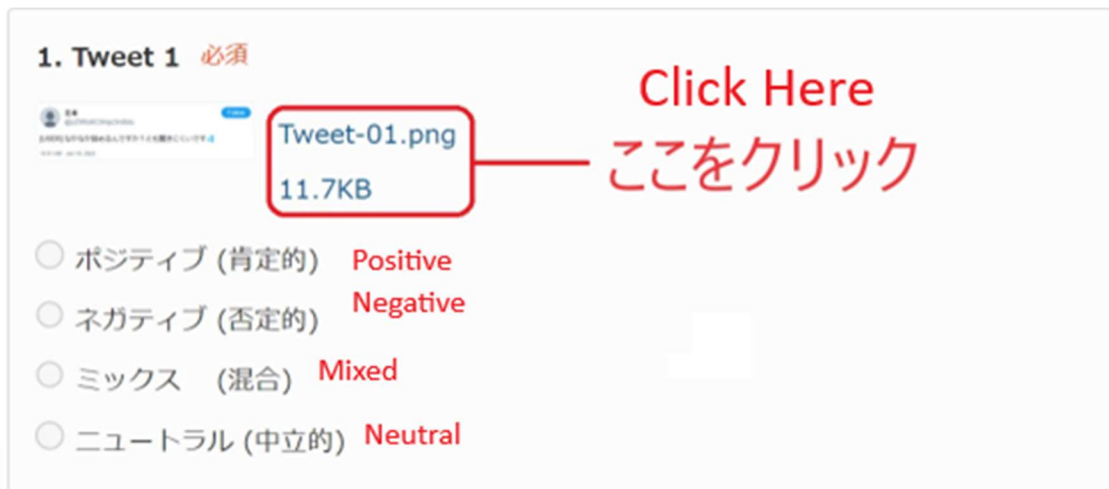 1. Tweet 1 必須
Click Here
Tweet-01.png
ここをクリック
11.7KB
ポジティブ (肯定的) Positive
ネガティブ (否定的) Negative
ミックス (混合) Mixed
ニュートラル (中立的) Neutral